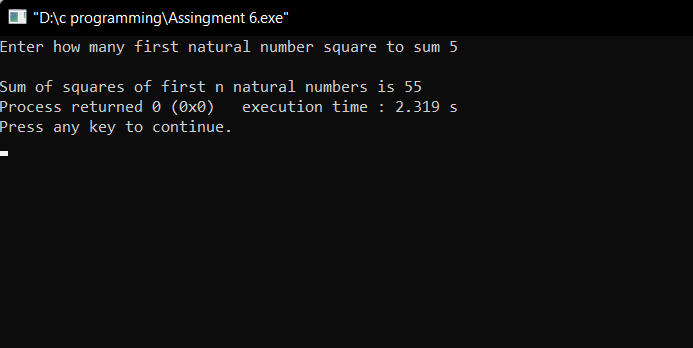 "D:\c programming\Assingment 6.exe"
Enter how many first natural number square to sum 5
Sum of squares of first n natural numbers is 55
Process returned 0 (0x0)   execution time : 2.319 s
Press any key to continue.